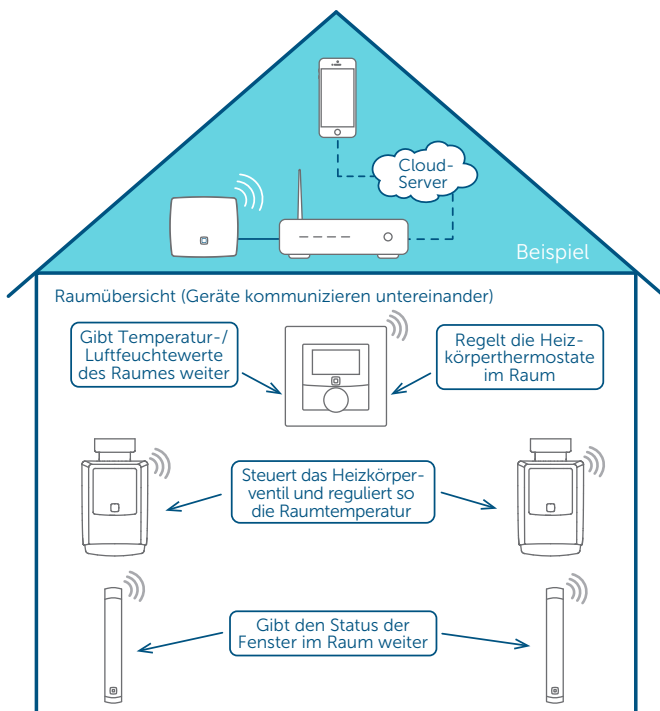 Cloud-
Server
Beispiel
Raumübersicht (Geräte kommunizieren untereinander)
Gibt Temperatur-/
Luftfeuchtewerte
des Raumes weiter
Regelt die Heiz-
körperthermostate
im Raum
Steuert das Heizkörper-
ventil und reguliert so
die Raumtemperatur
Gibt den Status der
Fenster im Raum weiter